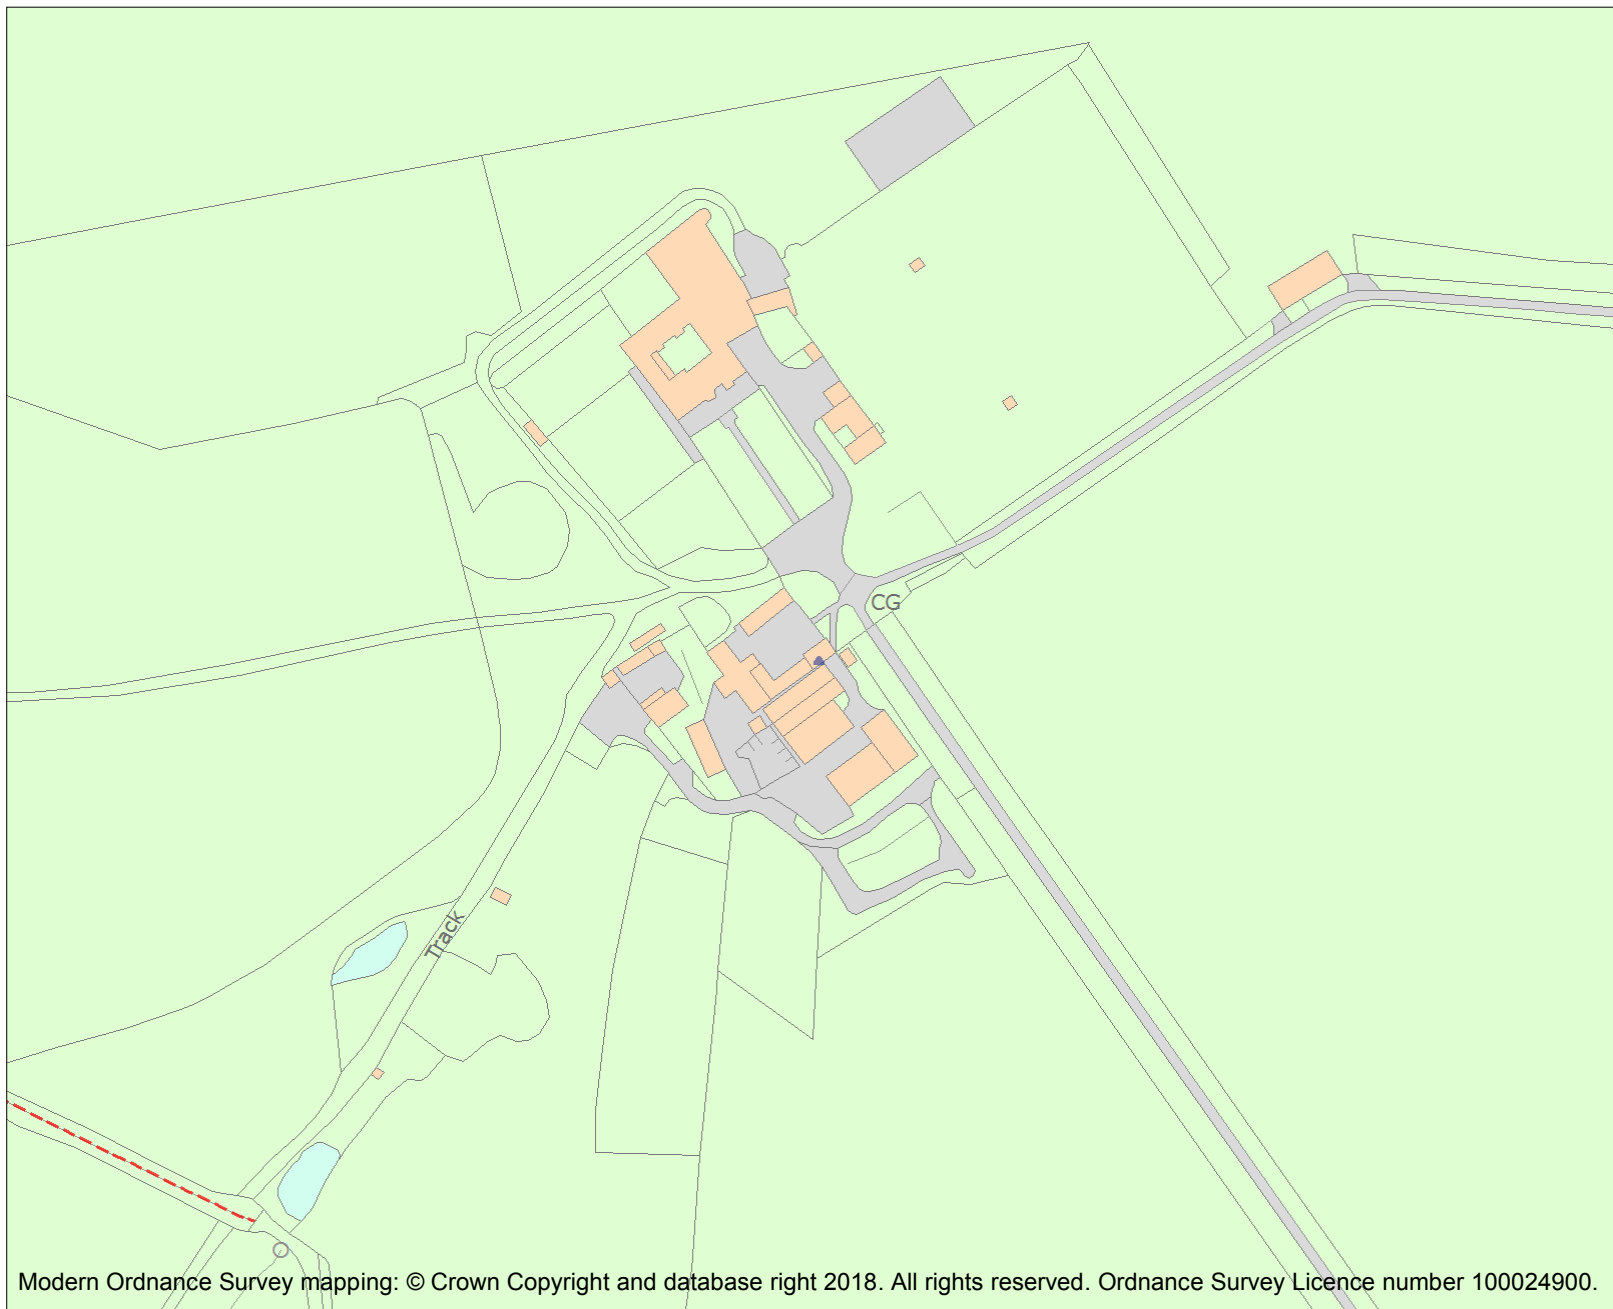 CG
Track
Modern Ordnance Survey mapping: © Crown Copyright and database right 2018. All rights reserved. Ordnance Survey Licence number 100024900.